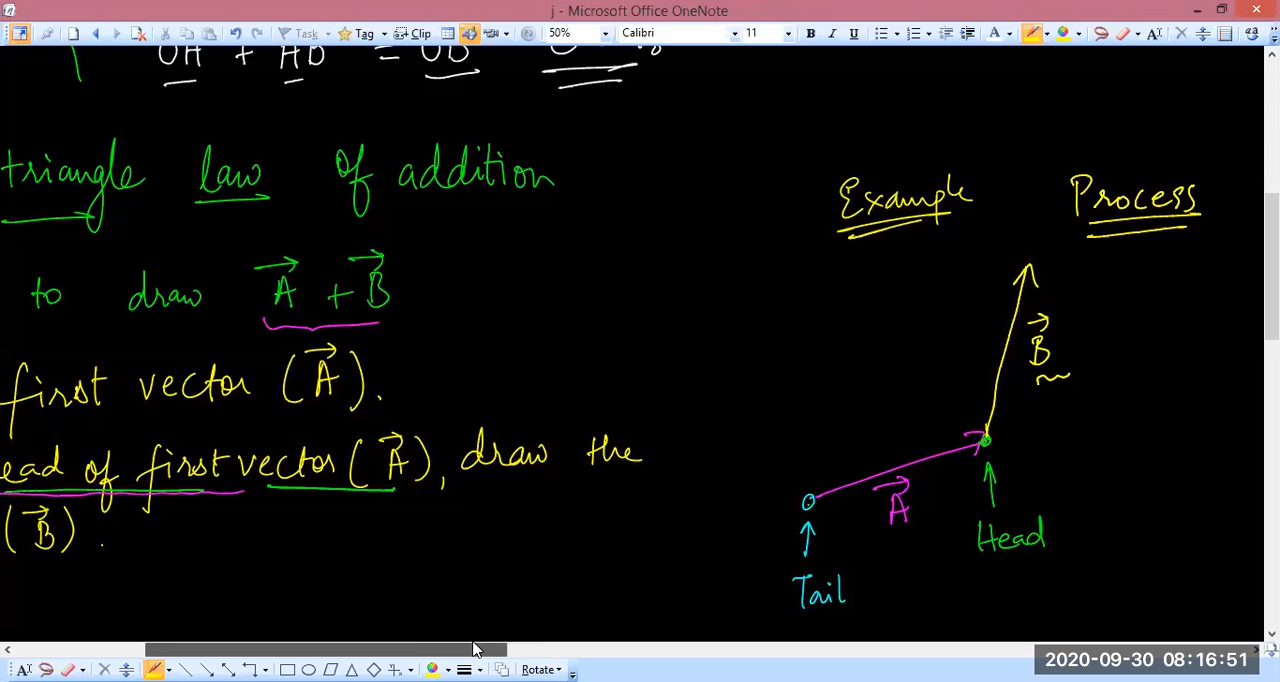 j - Microsoft Office OneNote
Tag Clip 50% Calibri 11 B I U
Task
OA + AB = OB
triangle law of addition
to draw A + B
first vector (A).
ead of first vector (A), draw the
(B).
Example Process
B
A
Head
Tail
2020-09-30 08:16:51
Rotate